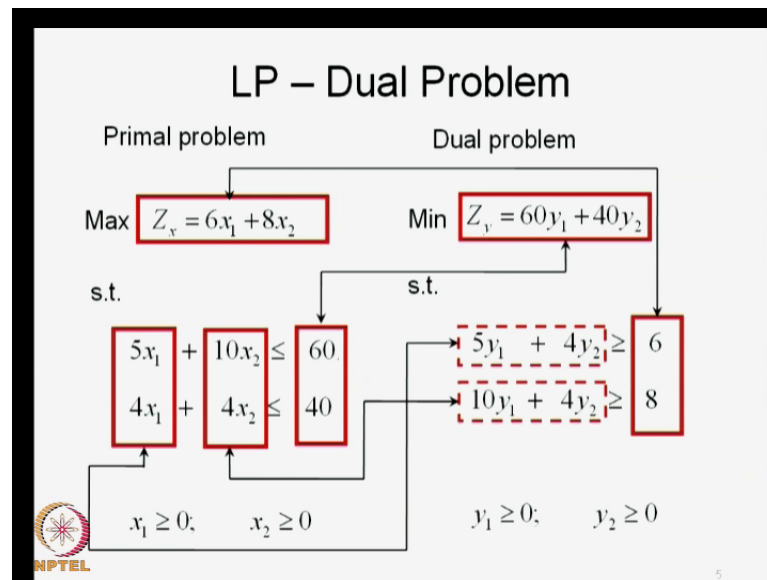 LP – Dual Problem
Primal problem
Dual problem
Max Z_x = 6x_1 + 8x_2
Min Z_y = 60y_1 + 40y_2
s.t.
s.t.
5x_1 + 10x_2 ≤ 60
5y_1 + 4y_2 ≥ 6
4x_1 + 4x_2 ≤ 40
10y_1 + 4y_2 ≥ 8
x_1 ≥ 0; x_2 ≥ 0
y_1 ≥ 0; y_2 ≥ 0
NPTEL
5